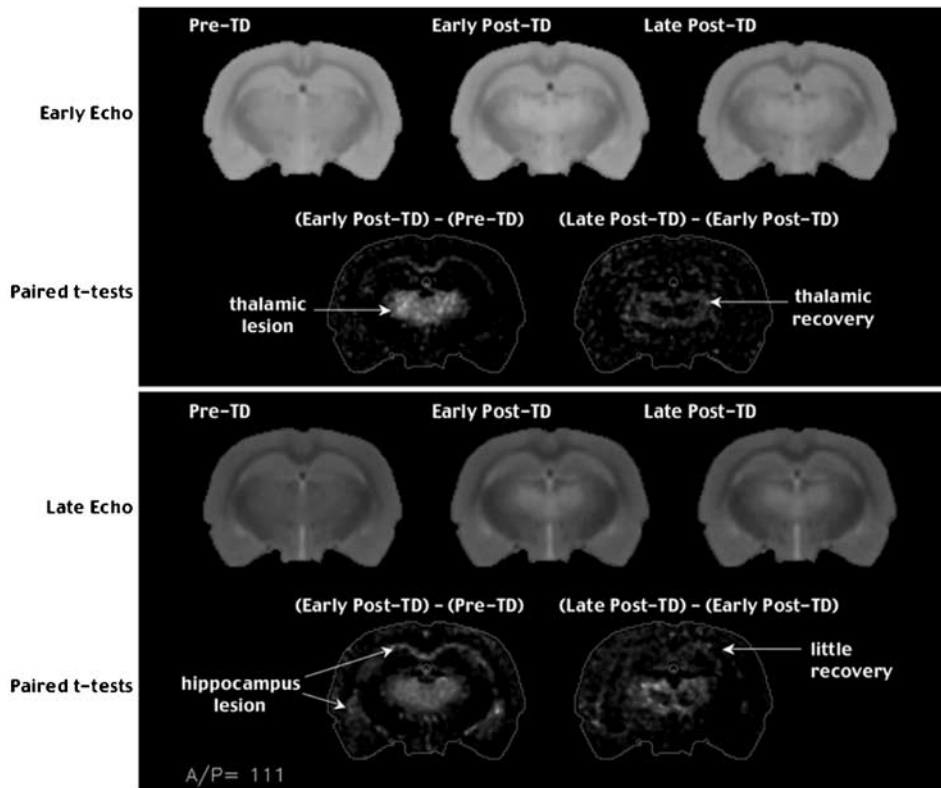 Pre-TD Early Post-TD Late Post-TD
Early Echo
(Early Post-TD) - (Pre-TD) (Late Post-TD) - (Early Post-TD)
Paired t-tests
thalamic
lesion
thalamic
recovery
Pre-TD Early Post-TD Late Post-TD
Late Echo
(Early Post-TD) - (Pre-TD) (Late Post-TD) - (Early Post-TD)
Paired t-tests
hippocampus
lesion
little
recovery
A/P= 111